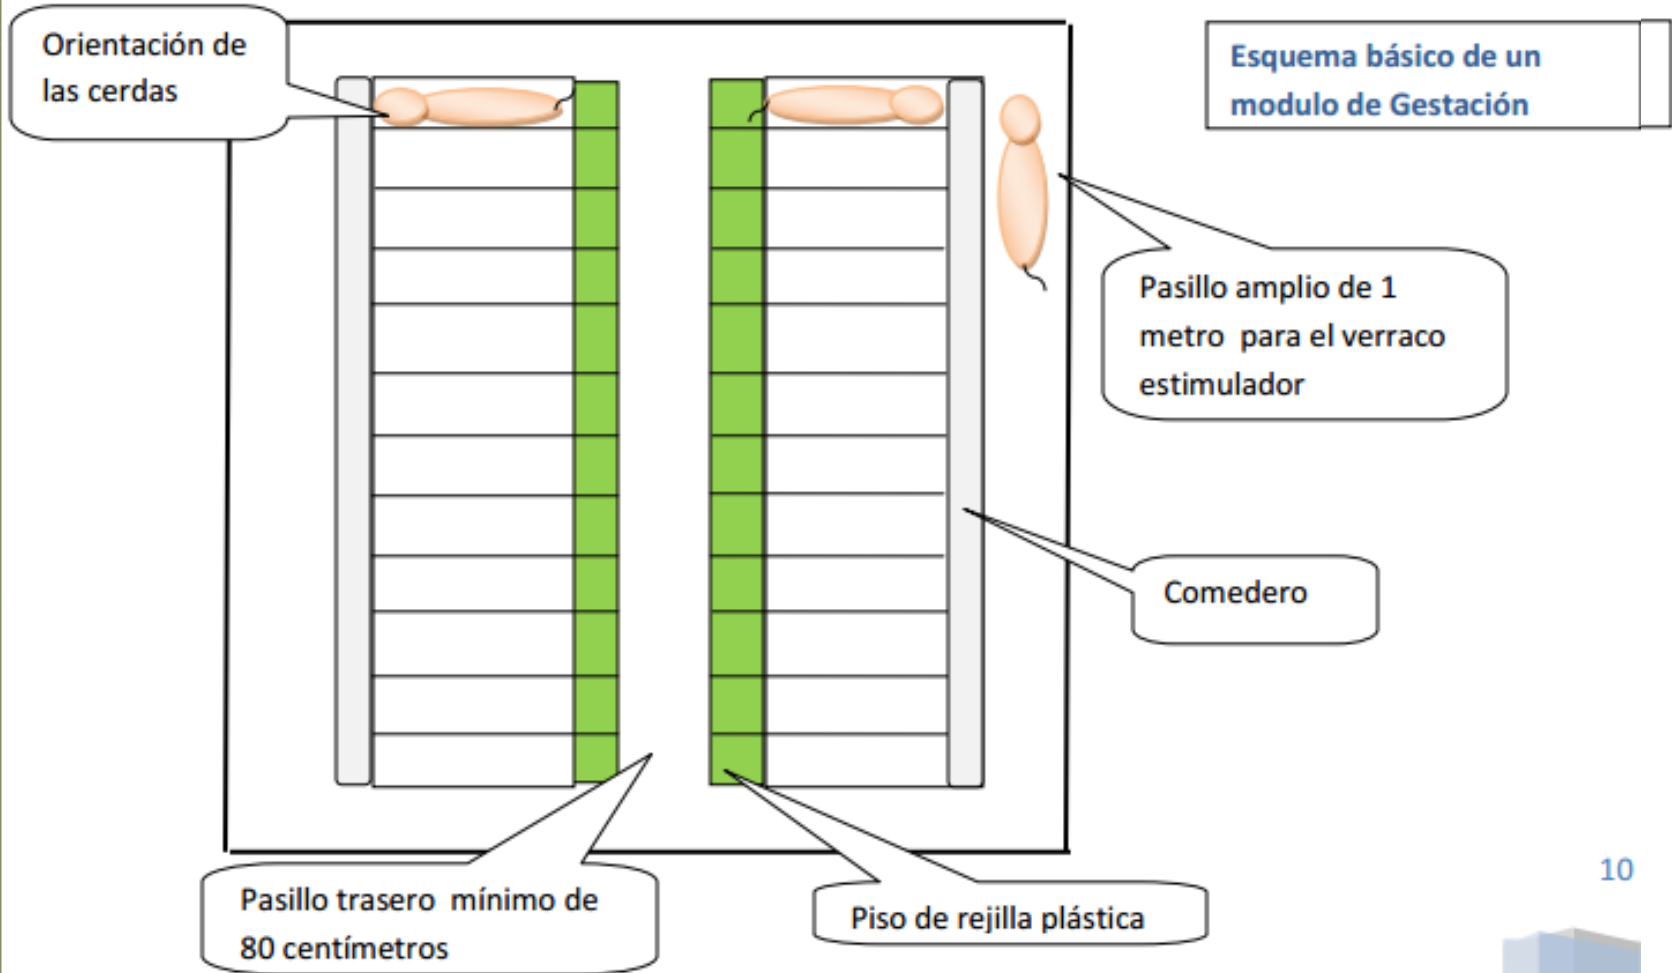 Orientación de
las cerdas
Esquema básico de un
modulo de Gestación
Pasillo amplio de 1
metro para el verraco
estimulador
Comedero
Pasillo trasero mínimo de
80 centímetros
Piso de rejilla plástica
10